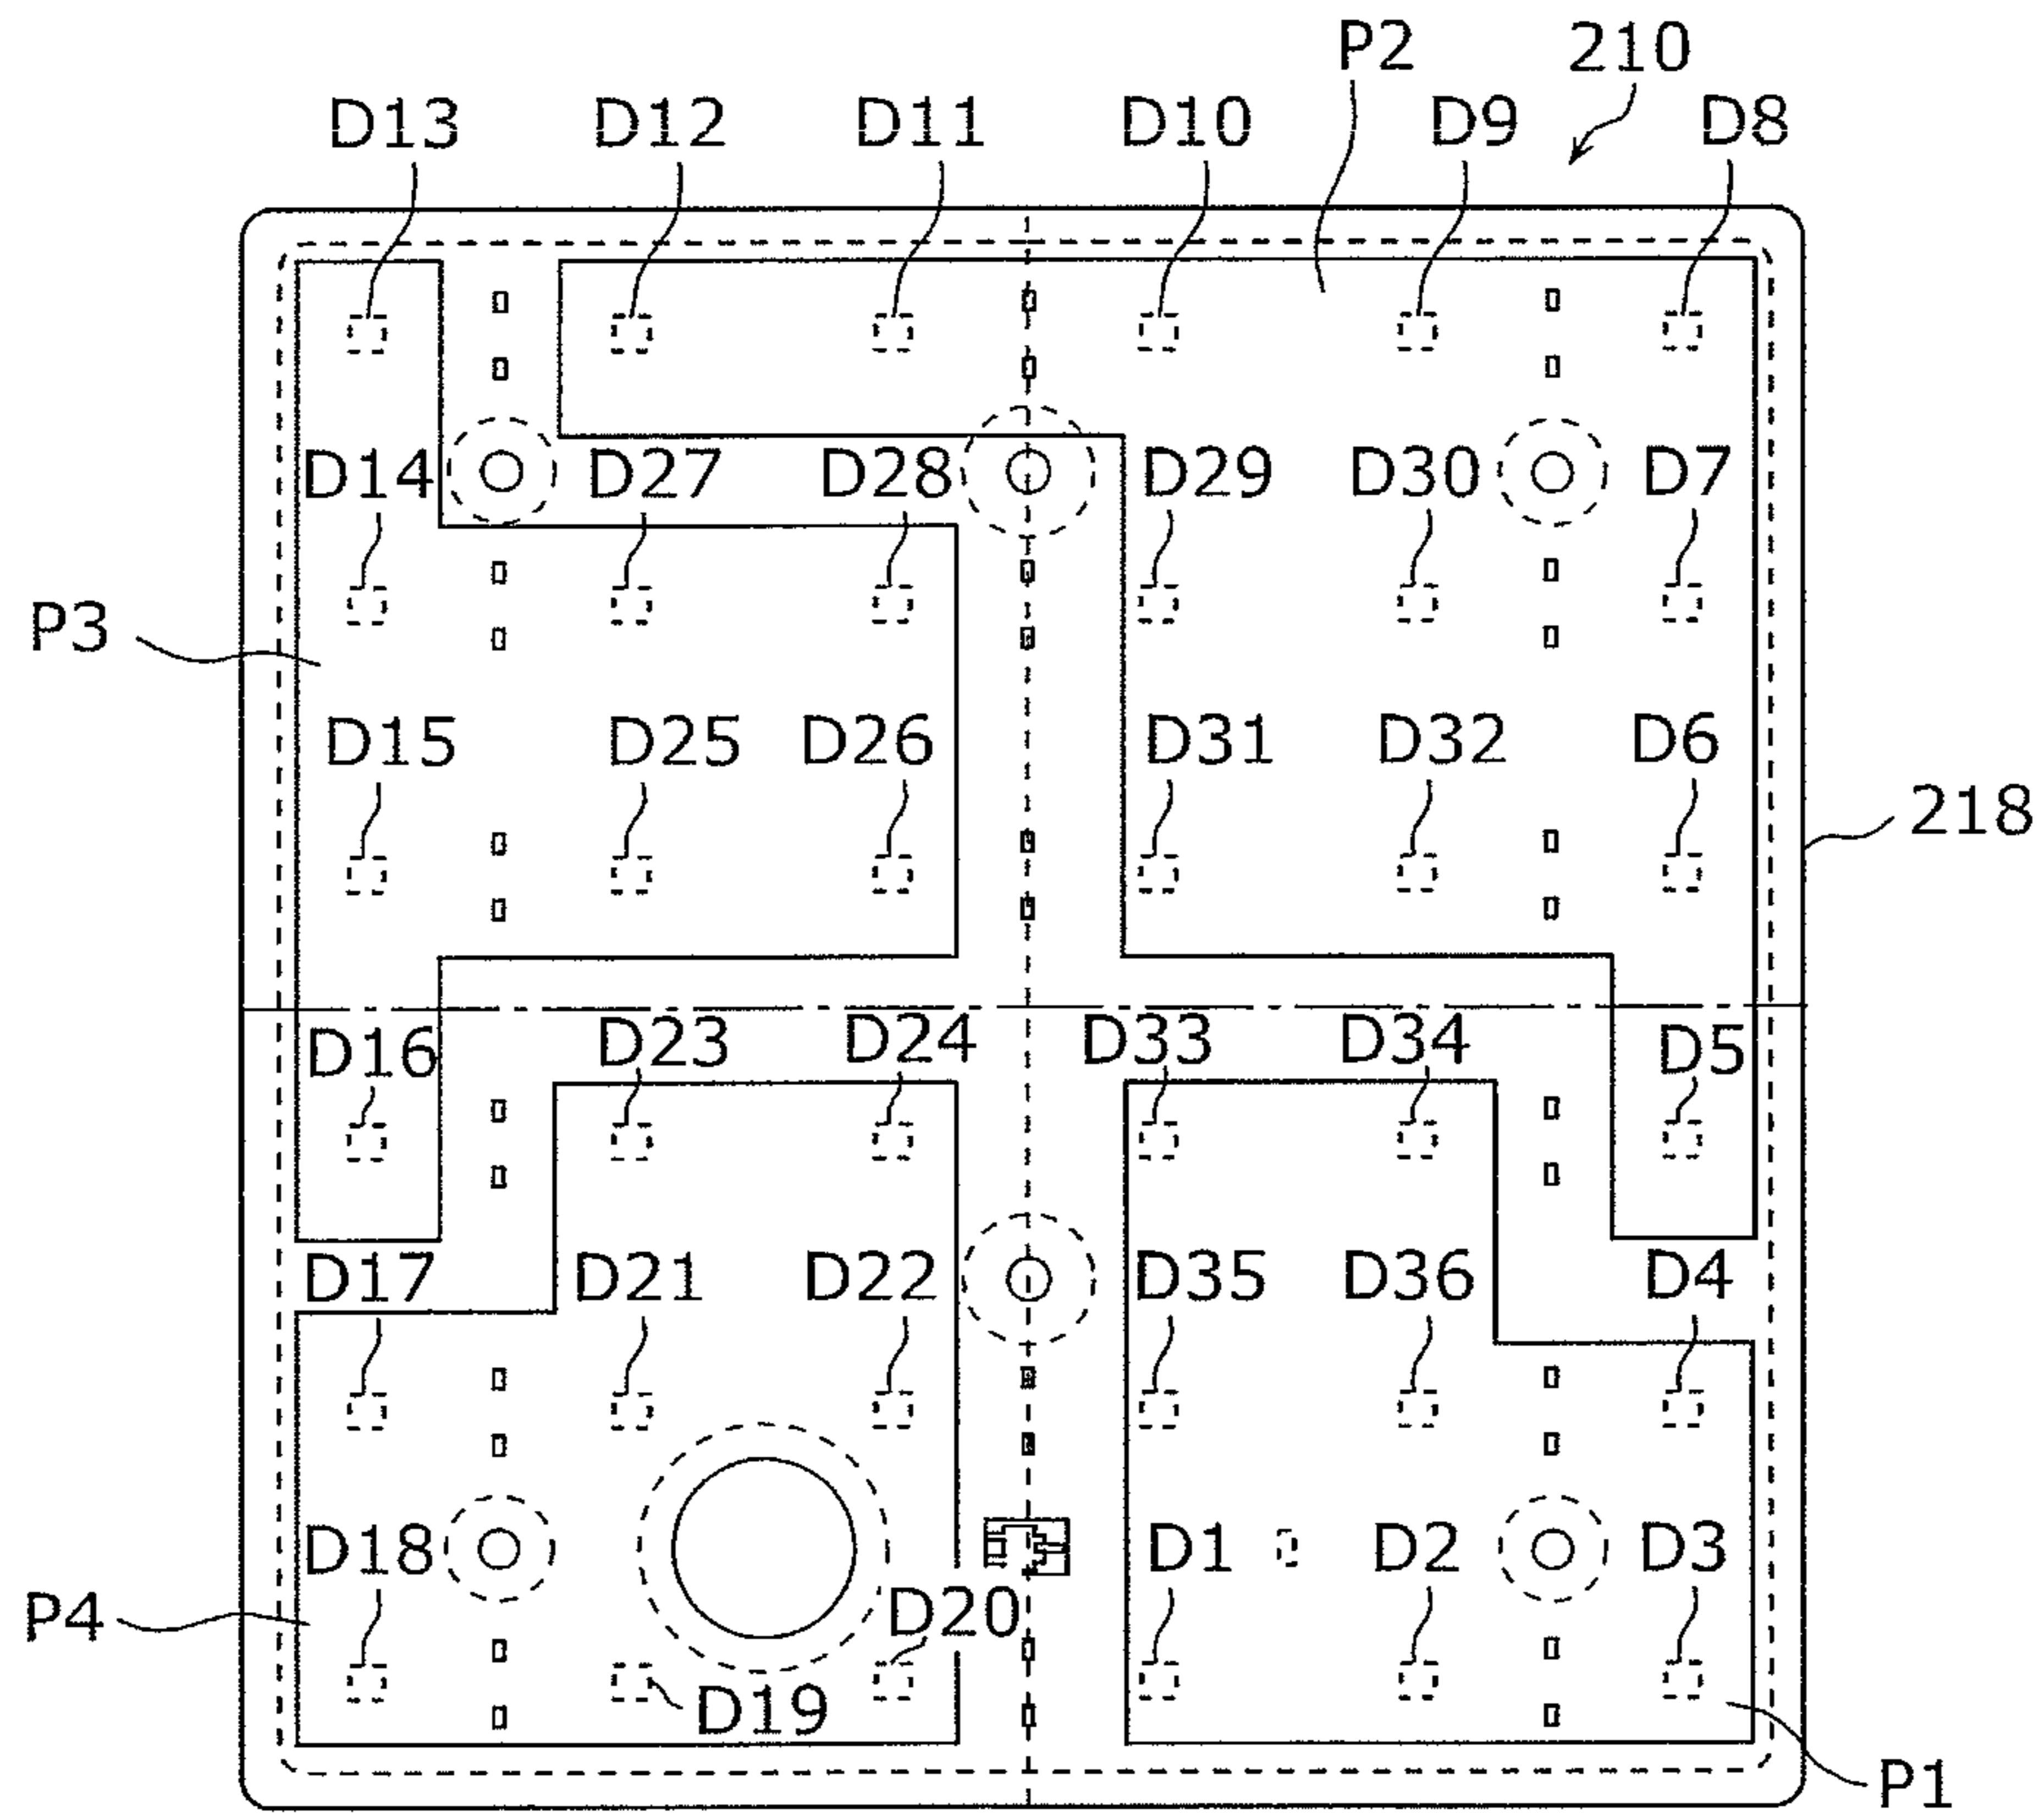 P2 210
D13 D12 D11 D10 D9 D8
D14 D27 D28 D29 D30 D7
P3
D15 D25 D26 D31 D32 D6
218
D16 D23 D24 D33 D34 D5
D17 D21 D22 D35 D36 D4
D18 D1 D2 D3
P4 D20
D19
P1